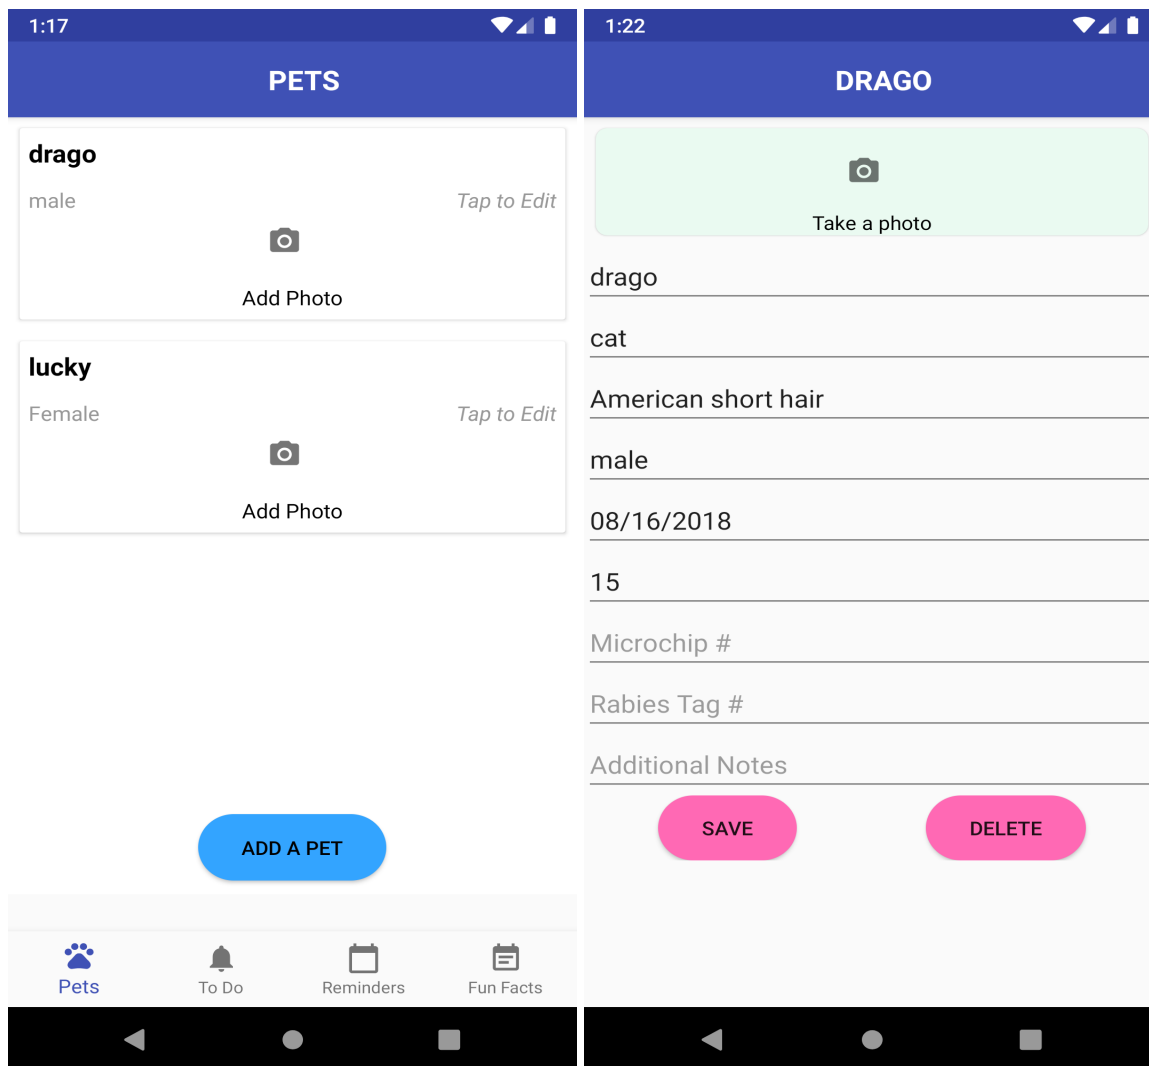 1:17
PETS
drago
male
Tap to Edit
Add Photo
lucky
Female
Tap to Edit
Add Photo
ADD A PET
Pets
To Do
Reminders
Fun Facts
1:22
DRAGO
Take a photo
drago
cat
American short hair
male
08/16/2018
15
Microchip #
Rabies Tag #
Additional Notes
SAVE
DELETE